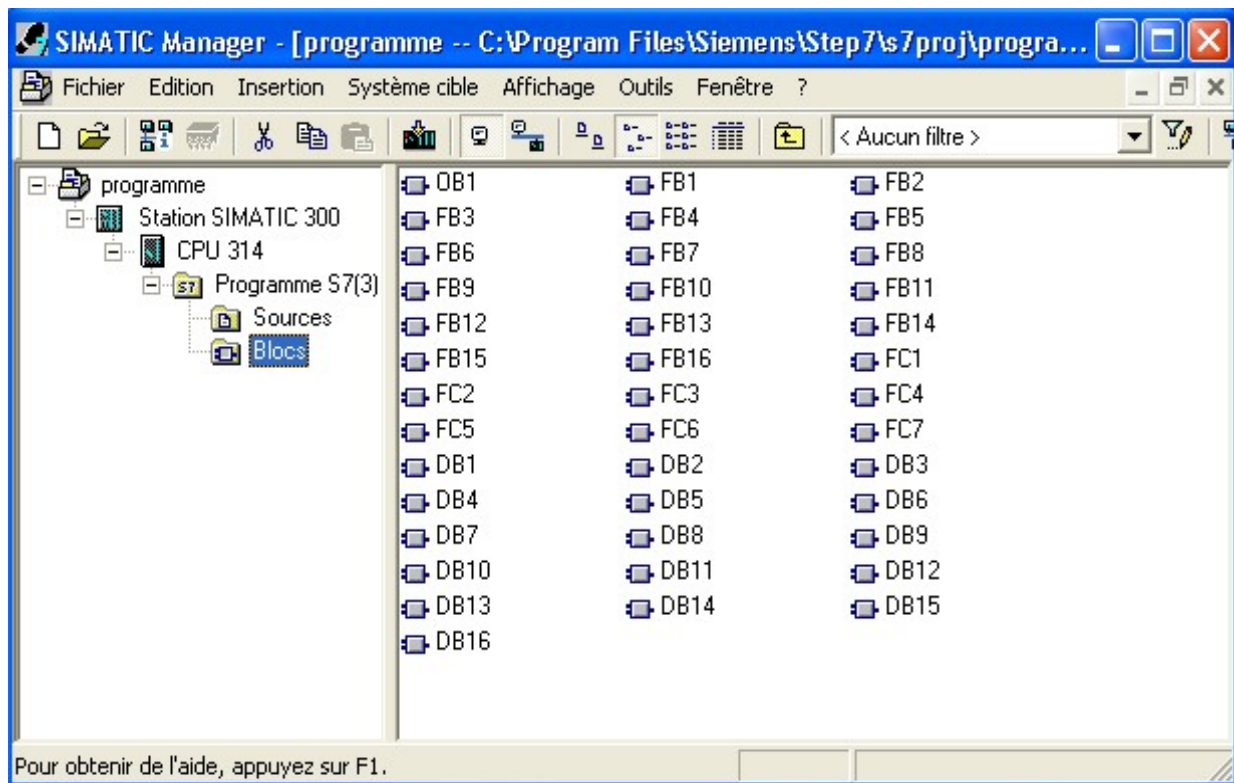 SIMATIC Manager - [programme -- C:\Program Files\Siemens\Step7\s7proj\progra...
Fichier Edition Insertion Système cible Affichage Outils Fenêtre ?
< Aucun filtre >
programme
Station SIMATIC 300
CPU 314
Programme S7(3)
Sources
Blocs
OB1 FB1 FB2
FB3 FB4 FB5
FB6 FB7 FB8
FB9 FB10 FB11
FB12 FB13 FB14
FB15 FB16 FC1
FC2 FC3 FC4
FC5 FC6 FC7
DB1 DB2 DB3
DB4 DB5 DB6
DB7 DB8 DB9
DB10 DB11 DB12
DB13 DB14 DB15
DB16
Pour obtenir de l'aide, appuyez sur F1.